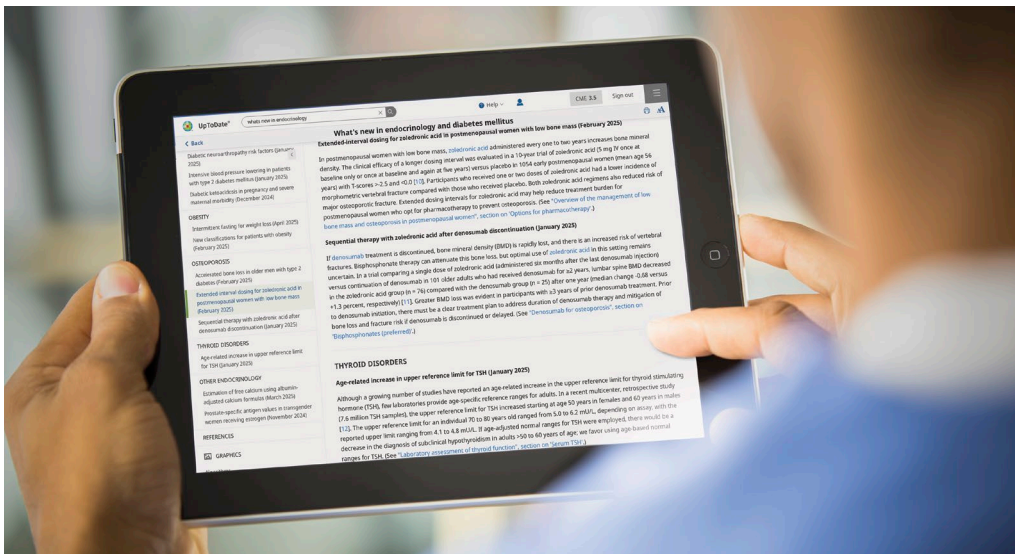 UpToDate®
whats new in endocrinology
Help
CME 3.5
Sign out
< Back
What's new in endocrinology and diabetes mellitus
Diabetic neuroarthropathy risk factors (January
2025)
Intensive blood pressure lowering in patients
with type 2 diabetes mellitus (January 2025)
Diabetic ketoacidosis in pregnancy and severe
maternal morbidity (December 2024)
OBESITY
Intermittent fasting for weight loss (April 2025)
New classifications for patients with obesity
(February 2025)
OSTEOPOROSIS
Accelerated bone loss in older men with type 2
diabetes (February 2025)
Extended-interval dosing for zoledronic acid in
postmenopausal women with low bone mass
(February 2025)
Sequential therapy with zoledronic acid after
denosumab discontinuation (January 2025)
THYROID DISORDERS
Age-related increase in upper reference limit
for TSH (January 2025)
OTHER ENDOCRINOLOGY
Estimation of free calcium using albumin-
adjusted calcium formulas (March 2025)
Prostate-specific antigen values in transgender
women receiving estrogen (November 2024)
REFERENCES
GRAPHICS
Extended-interval dosing for zoledronic acid in postmenopausal women with low bone mass (February 2025)
In postmenopausal women with low bone mass, zoledronic acid administered every one to two years increases bone mineral
density. The clinical efficacy of a longer dosing interval was evaluated in a 10-year trial of zoledronic acid (5 mg IV once at
baseline only or once at baseline and again at five years) versus placebo in 1054 early postmenopausal women (mean age 56
years) with T-scores >-2.5 and <0.0 [10]. Participants who received one or two doses of zoledronic acid had a lower incidence of
morphometric vertebral fracture compared with those who received placebo. Both zoledronic acid regimens also reduced risk of
major osteoporotic fracture. Extended dosing intervals for zoledronic acid may help reduce treatment burden for
postmenopausal women who opt for pharmacotherapy to prevent osteoporosis. (See "Overview of the management of low
bone mass and osteoporosis in postmenopausal women", section on 'Options for pharmacotherapy'.)
Sequential therapy with zoledronic acid after denosumab discontinuation (January 2025)
If denosumab treatment is discontinued, bone mineral density (BMD) is rapidly lost, and there is an increased risk of vertebral
fractures. Bisphosphonate therapy can attenuate this bone loss, but optimal use of zoledronic acid in this setting remains
uncertain. In a trial comparing a single dose of zoledronic acid (administered six months after the last denosumab injection)
versus continuation of denosumab in 101 older adults who had received denosumab for ≥2 years, lumbar spine BMD decreased
in the zoledronic acid group (n = 76) compared with the denosumab group (n = 25) after one year (median change -0.68 versus
+1.3 percent, respectively) [11]. Greater BMD loss was evident in participants with ≥3 years of prior denosumab treatment. Prior
to denosumab initiation, there must be a clear treatment plan to address duration of denosumab therapy and mitigation of
bone loss and fracture risk if denosumab is discontinued or delayed. (See "Denosumab for osteoporosis", section on
'Bisphosphonates (preferred)'.)
THYROID DISORDERS
Age-related increase in upper reference limit for TSH (January 2025)
Although a growing number of studies have reported an age-related increase in the upper reference limit for thyroid stimulating
hormone (TSH), few laboratories provide age-specific reference ranges for adults. In a recent multicenter, retrospective study
(7.6 million TSH samples), the upper reference limit for TSH increased starting at age 50 years in females and 60 years in males
[12]. The upper reference limit for an individual 70 to 80 years old ranged from 5.0 to 6.2 mU/L, depending on assay, with the
reported upper limit ranging from 4.1 to 4.8 mU/L. If age-adjusted normal ranges for TSH were employed, there would be a
decrease in the diagnosis of subclinical hypothyroidism in adults >50 to 60 years of age; we favor using age-based normal
ranges for TSH. (See "Laboratory assessment of thyroid function", section on 'Serum TSH'.)